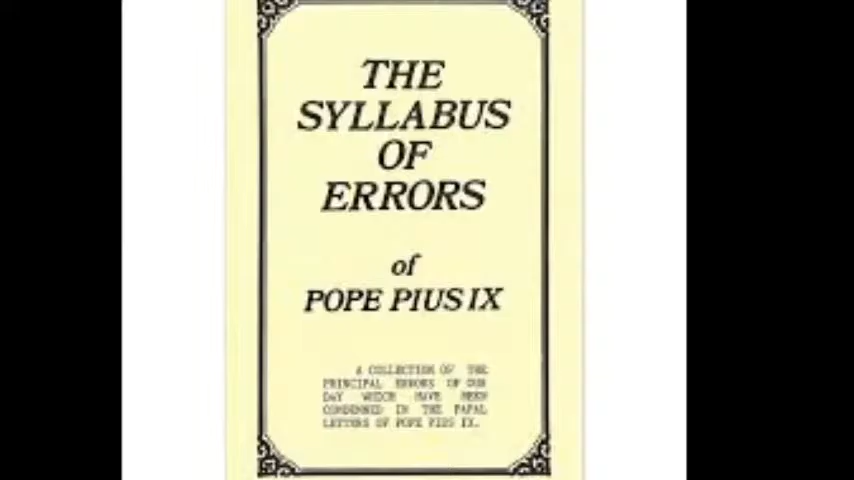 THE
SYLLABUS
OF
ERRORS
of
POPE PIUS IX
A COLLECTION OF THE
PRINCIPAL ERRORS OF OUR
DAY WHICH HAVE BEEN
CONDEMNED IN THE PAPAL
LETTERS OF POPE PIUS IX.